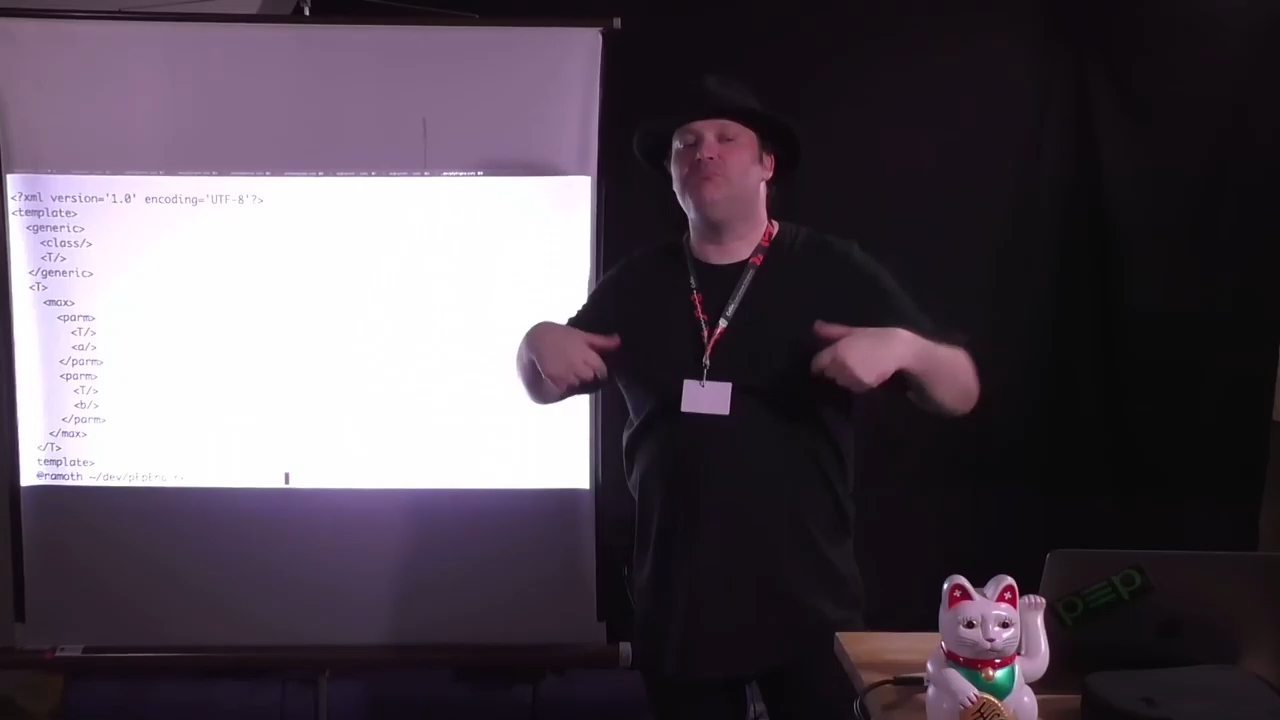 <?xml version='1.0' encoding='UTF-8'?>
<template>
<generic>
<class/>
<T/>
</generic>
<T>
<max>
<parm>
<T/>
<a/>
</parm>
<parm>
<T/>
<b/>
</parm>
</max>
</T>
template>
@ramoth ~/dev/
p≡p